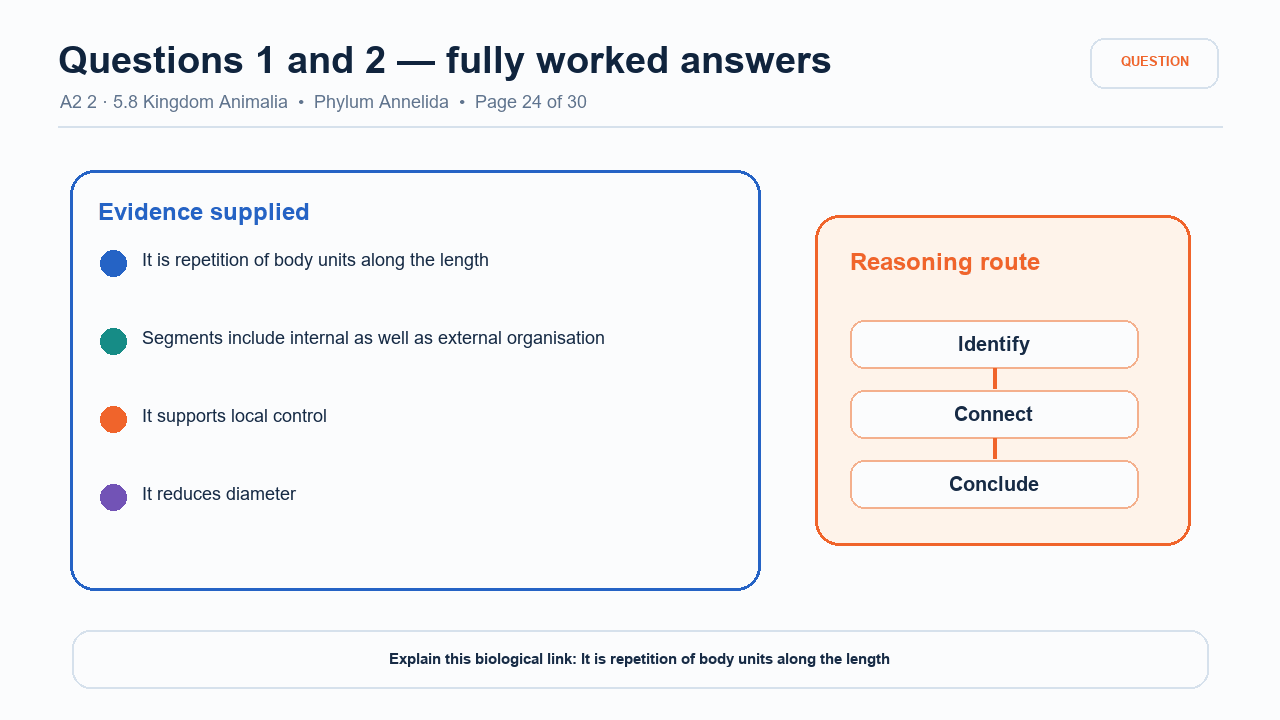 Questions 1 and 2 — fully worked answers
QUESTION
A2 2 · 5.8 Kingdom Animalia • Phylum Annelida • Page 24 of 30
Evidence supplied
It is repetition of body units along the length
Segments include internal as well as external organisation
It supports local control
It reduces diameter
Reasoning route
Identify
Connect
Conclude
Explain this biological link: It is repetition of body units along the length